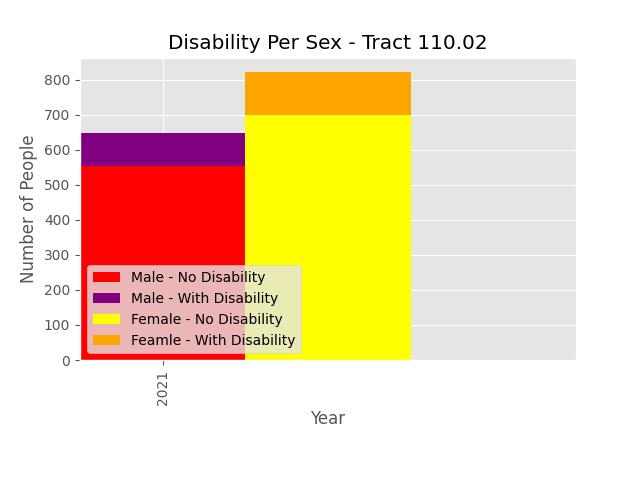 Disability Per Sex - Tract 110.02
Number of People
800
700
600
500
400
300
200
100
0
Male - No Disability
Male - With Disability
Female - No Disability
Feamle - With Disability
2021
Year